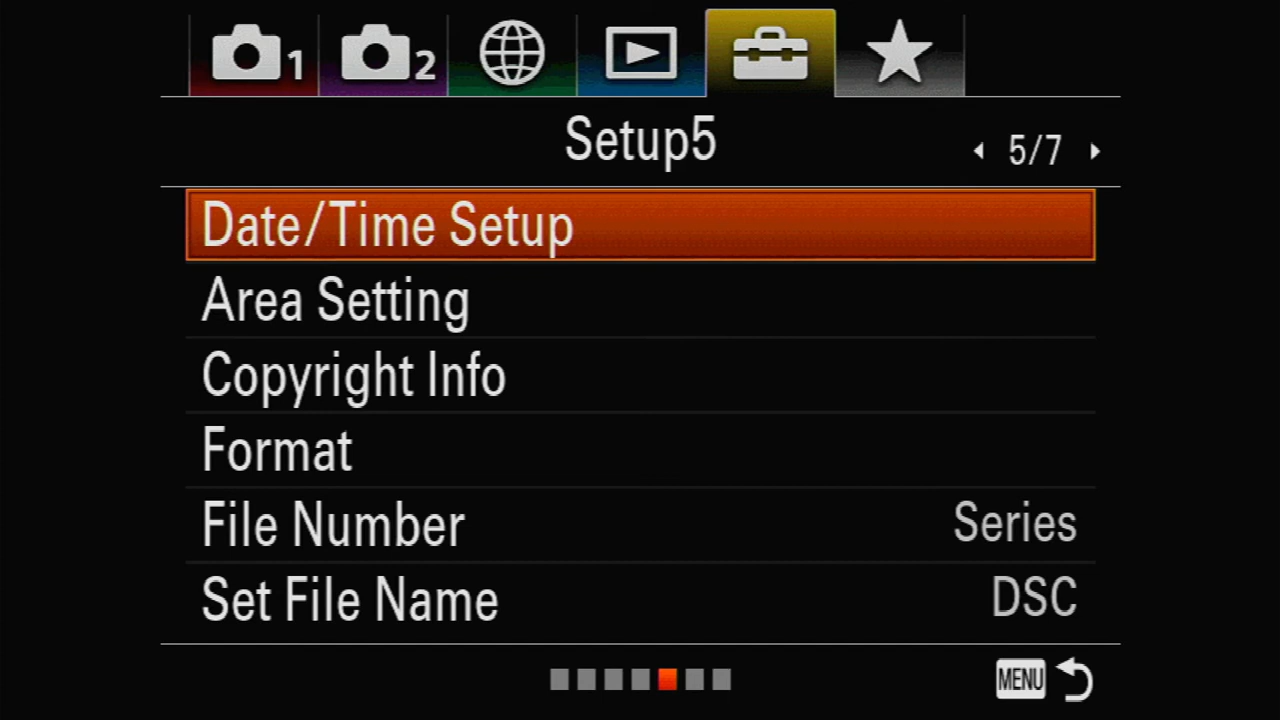 1 2
Setup5 5/7
Date/Time Setup
Area Setting
Copyright Info
Format
File Number Series
Set File Name DSC
MENU